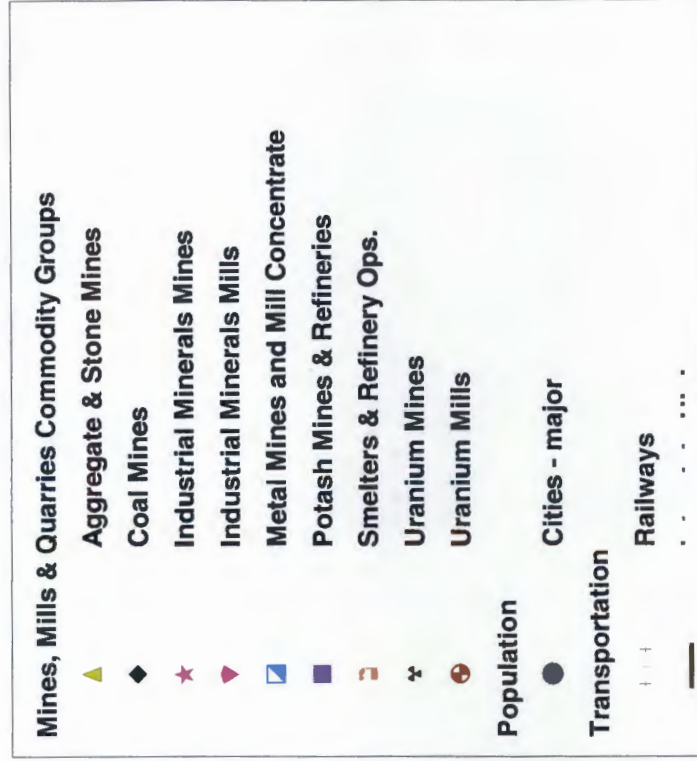 Mines, Mills & Quarries Commodity Groups
Aggregate & Stone Mines
Coal Mines
Industrial Minerals Mines
Industrial Minerals Mills
Metal Mines and Mill Concentrate
Potash Mines & Refineries
Smelters & Refinery Ops.
Uranium Mines
Uranium Mills
Population
Cities - major
Transportation
Railways